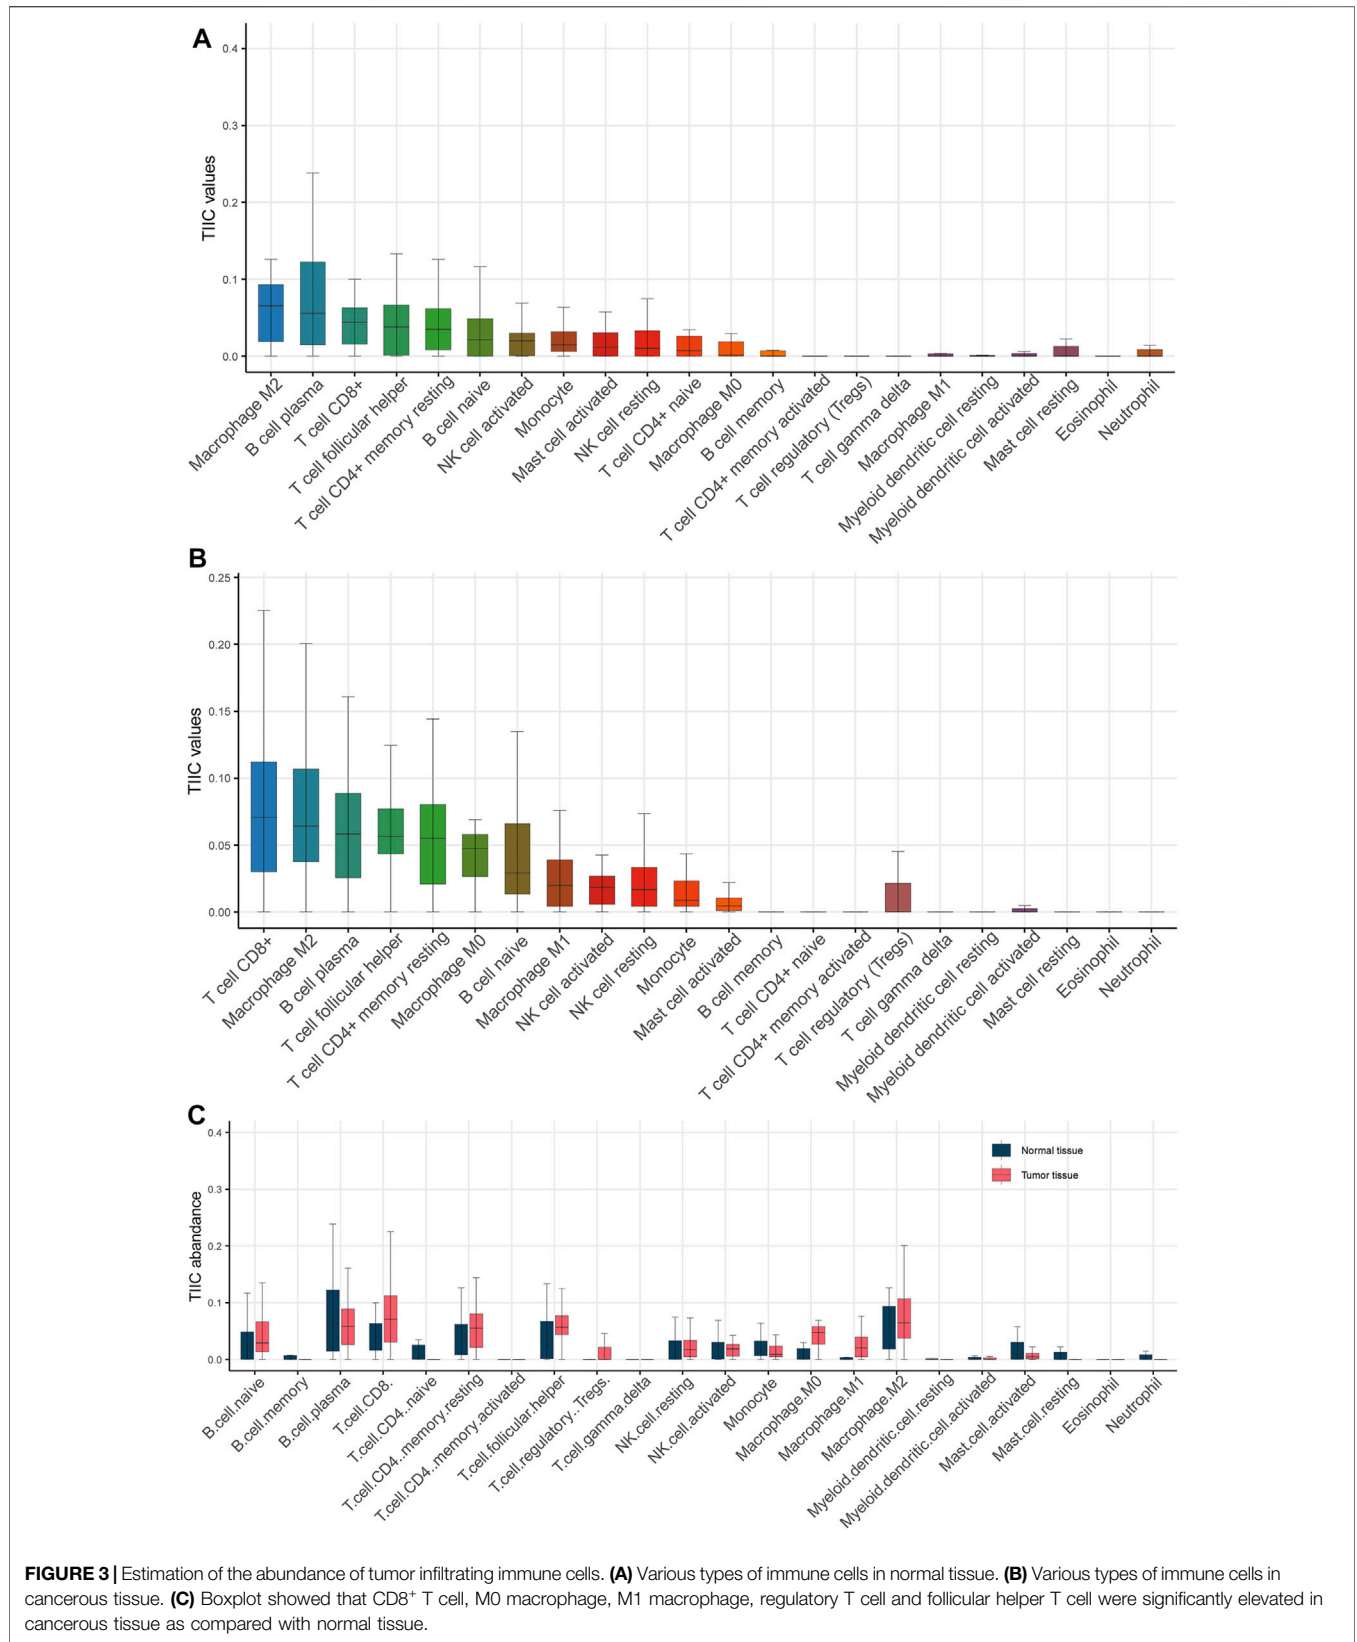 A
0.4
0.3
0.2
0.1
0.0
TIIC values
Macrophage M2
B cell plasma
T cell CD8+
T cell follicular helper
T cell CD4+ memory resting
B cell naive
NK cell activated
Monocyte
Mast cell activated
NK cell resting
T cell CD4+ naive
Macrophage M0
B cell memory
T cell CD4+ memory activated
T cell regulatory (Tregs)
T cell gamma delta
Macrophage M1
Myeloid dendritic cell resting
Myeloid dendritic cell activated
Mast cell resting
Eosinophil
Neutrophil
B
0.25
0.20
0.15
0.10
0.05
0.00
TIIC values
T cell CD8+
Macrophage M2
B cell plasma
T cell follicular helper
T cell CD4+ memory resting
Macrophage M0
B cell naive
Macrophage M1
NK cell activated
NK cell resting
Monocyte
Mast cell activated
B cell memory
T cell CD4+ naive
T cell CD4+ memory activated
T cell regulatory (Tregs)
T cell gamma delta
Myeloid dendritic cell resting
Myeloid dendritic cell activated
Mast cell resting
Eosinophil
Neutrophil
C
0.4
0.3
0.2
0.1
0.0
TIIC abundance
Normal tissue
Tumor tissue
B.cell.naive
B.cell.memory
B.cell.plasma
T.cell.CD8.
T.cell.CD4..naive
T.cell.CD4..memory.resting
T.cell.CD4..memory.activated
T.cell.follicular.helper
T.cell.regulatory..Tregs.
T.cell.gamma.delta
NK.cell.resting
NK.cell.activated
Monocyte
Macrophage.M0
Macrophage.M1
Macrophage.M2
Myeloid.dendritic.cell.resting
Myeloid.dendritic.cell.activated
Mast.cell.activated
Mast.cell.resting
Eosinophil
Neutrophil
FIGURE 3 | Estimation of the abundance of tumor infiltrating immune cells. (A) Various types of immune cells in normal tissue. (B) Various types of immune cells in
cancerous tissue. (C) Boxplot showed that CD8⁺ T cell, M0 macrophage, M1 macrophage, regulatory T cell and follicular helper T cell were significantly elevated in
cancerous tissue as compared with normal tissue.